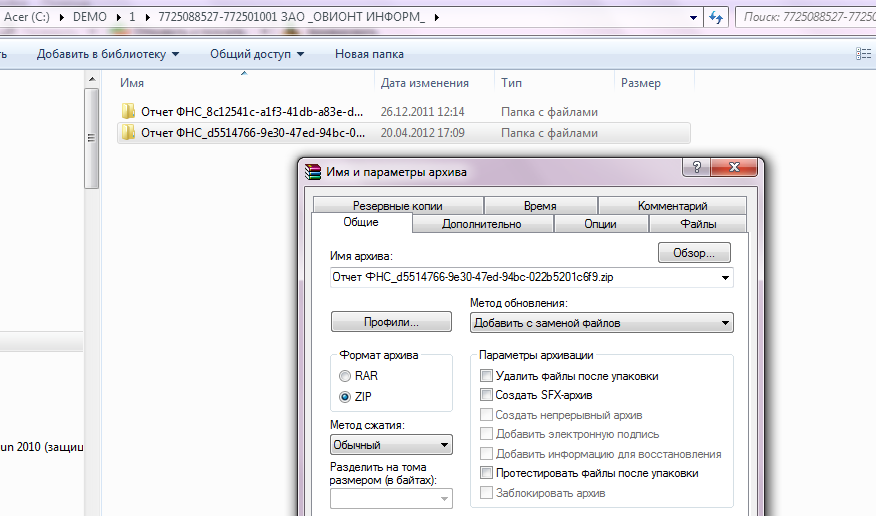 Acer (C:) ▸ DEMO ▸ 1 ▸ 7725088527-772501001 ЗАО _ОВИОНТ ИНФОРМ_ ▸
Поиск: 7725088527-77250
ь Добавить в библиотеку Общий доступ Новая папка
Имя Дата изменения Тип Размер
Отчет ФНС_8c12541c-a1f3-41db-a83e-d... 26.12.2011 12:14 Папка с файлами
Отчет ФНС_d5514766-9e30-47ed-94bc-0... 20.04.2012 17:09 Папка с файлами
Имя и параметры архива
Резервные копии Время Комментарий
Общие Дополнительно Опции Файлы
Имя архива: Обзор...
Отчет ФНС_d5514766-9e30-47ed-94bc-022b5201c6f9.zip
Метод обновления:
Профили... Добавить с заменой файлов
Формат архива Параметры архивации
RAR Удалить файлы после упаковки
ZIP Создать SFX-архив
Создать непрерывный архив
Метод сжатия: Добавить электронную подпись
Обычный Добавить информацию для восстановления
un 2010 (защищ
Разделить на тома Протестировать файлы после упаковки
размером (в байтах): Заблокировать архив